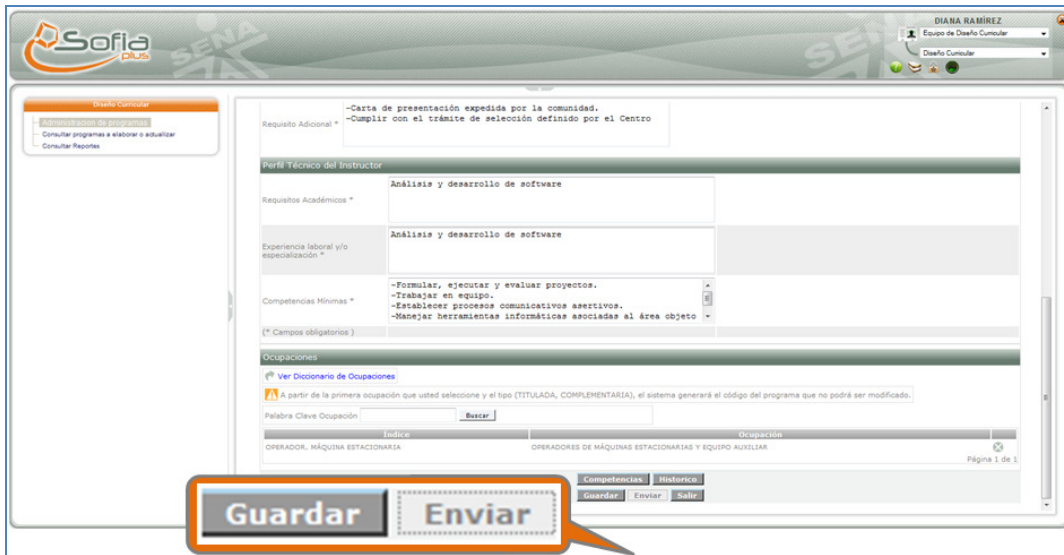 Sofia
plus
SENA
SENA
DIANA RAMÍREZ
Equipo de Diseño Curricular
Diseño Curricular
Diseño Curricular
Administracion de programas
Consultar programas a elaborar o actualizar
Consultar Reportes
-Carta de presentación expedida por la comunidad.
Requisito Adicional * -Cumplir con el trámite de selección definido por el Centro
Perfil Técnico del Instructor
Análisis y desarrollo de software
Requisitos Académicos *
Análisis y desarrollo de software
Experiencia laboral y/o
especialización *
-Formular, ejecutar y evaluar proyectos.
-Trabajar en equipo.
Competencias Mínimas *
-Establecer procesos comunicativos asertivos.
-Manejar herramientas informáticas asociadas al área objeto
(* Campos obligatorios )
Ocupaciones
Ver Diccionario de Ocupaciones
A partir de la primera ocupación que usted seleccione y el tipo (TITULADA, COMPLEMENTARIA), el sistema generará el código del programa que no podrá ser modificado.
Palabra Clave Ocupación Buscar
Índice Ocupación
OPERADOR, MÁQUINA ESTACIONARIA OPERADORES DE MÁQUINAS ESTACIONARIAS Y EQUIPO AUXILIAR
Página 1 de 1
Competencias Historico
Guardar Enviar Salir
Guardar Enviar